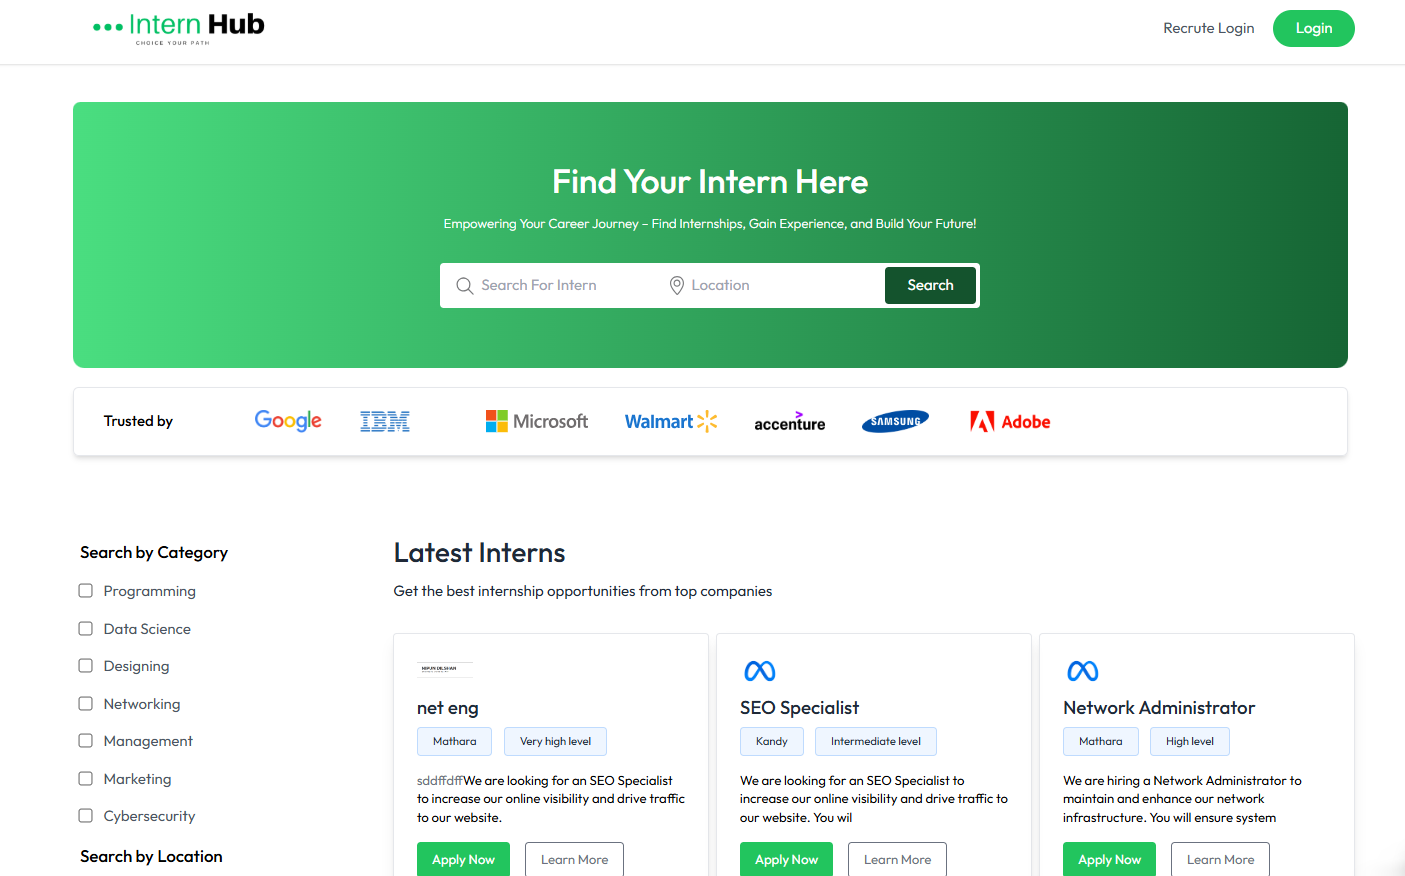 Intern Hub
CHOICE YOUR PATH
Recrute Login
Login
Find Your Intern Here
Empowering Your Career Journey – Find Internships, Gain Experience, and Build Your Future!
Search For Intern
Location
Search
Trusted by
Google
IBM
Microsoft
Walmart
accenture
SAMSUNG
Adobe
Search by Category
Programming
Data Science
Designing
Networking
Management
Marketing
Cybersecurity
Search by Location
Latest Interns
Get the best internship opportunities from top companies
NIPUN DILSHAN
net eng
Mathara
Very high level
sddffdffWe are looking for an SEO Specialist
to increase our online visibility and drive traffic
to our website.
Apply Now
Learn More
SEO Specialist
Kandy
Intermediate level
We are looking for an SEO Specialist to
increase our online visibility and drive traffic to
our website. You wil
Apply Now
Learn More
Network Administrator
Mathara
High level
We are hiring a Network Administrator to
maintain and enhance our network
infrastructure. You will ensure system
Apply Now
Learn More